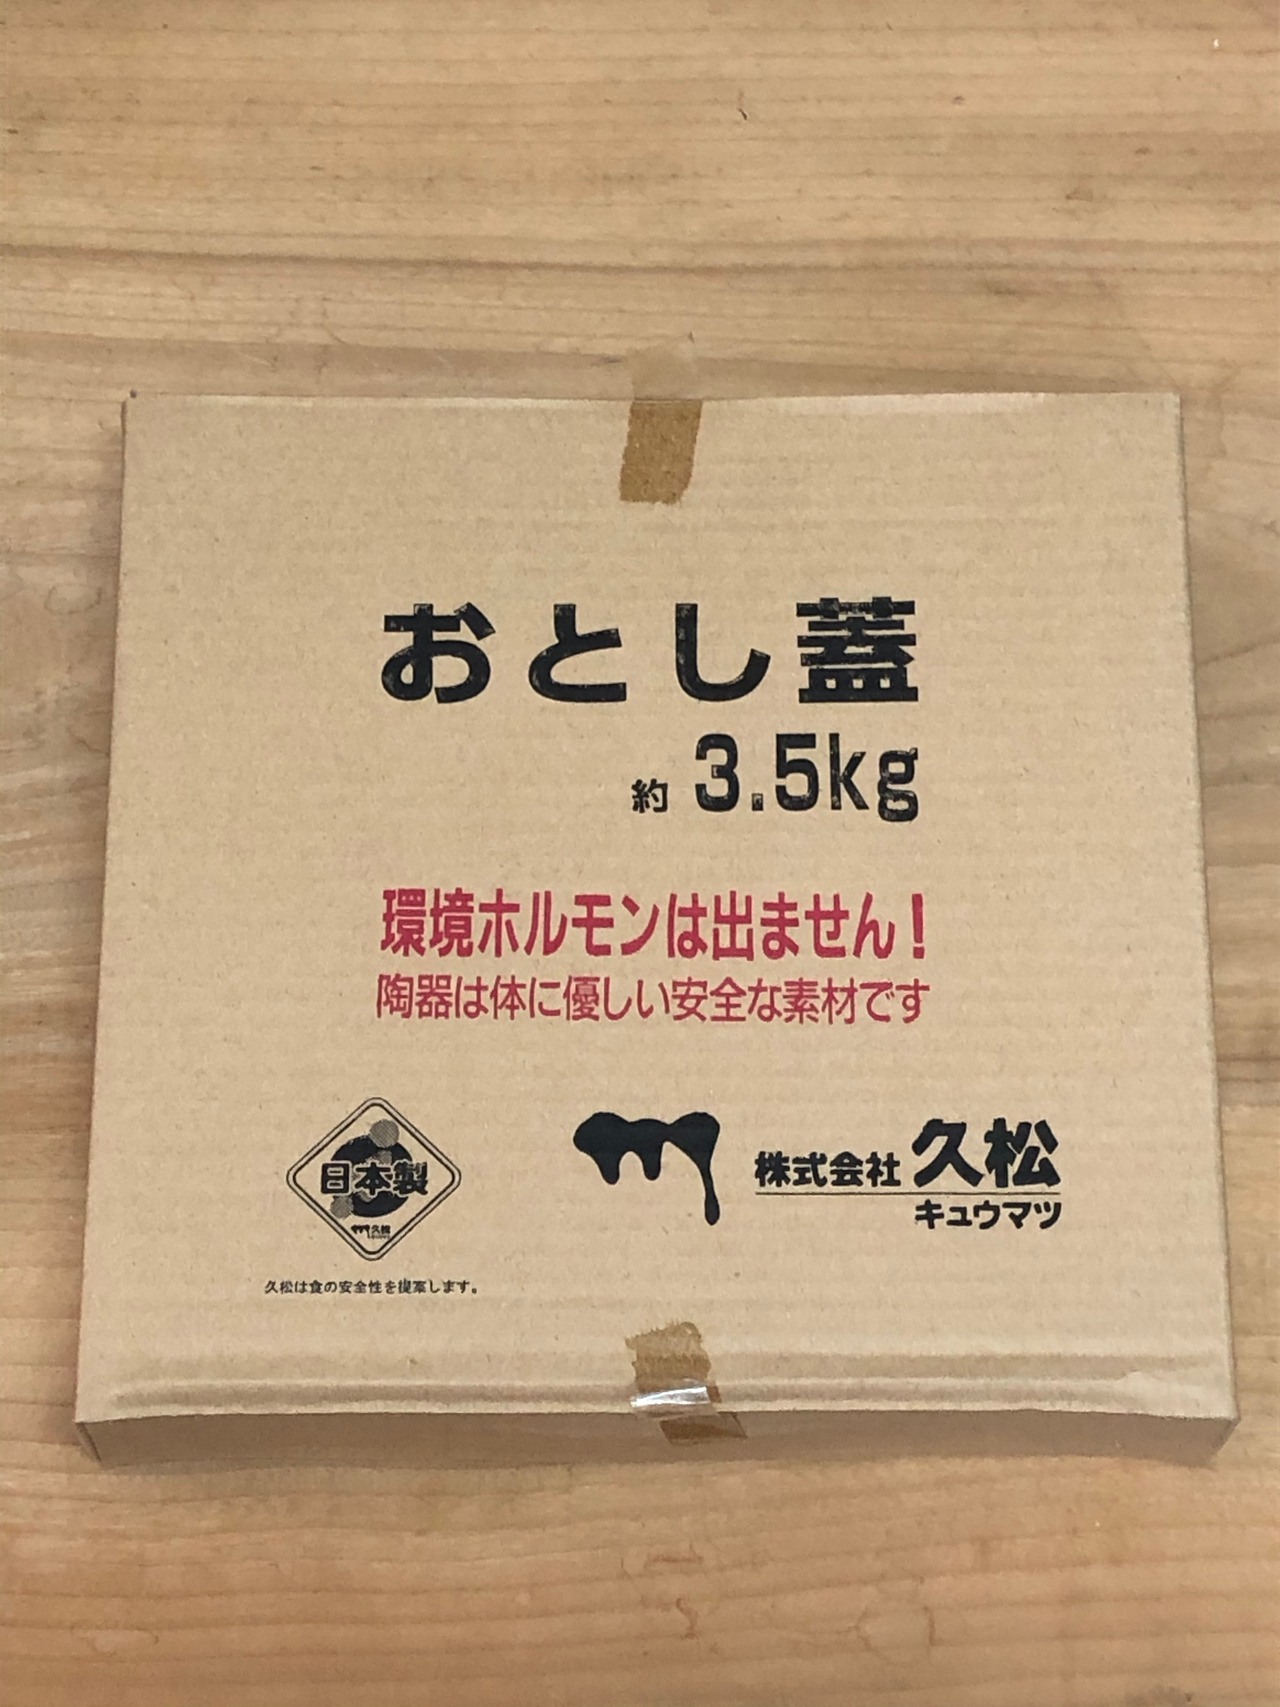 おとし蓋
約 3.5kg
環境ホルモンは出ません!
陶器は体に優しい安全な素材です
日本製
久松
久松は食の安全性を提案します。
株式会社 久松
キュウマツ